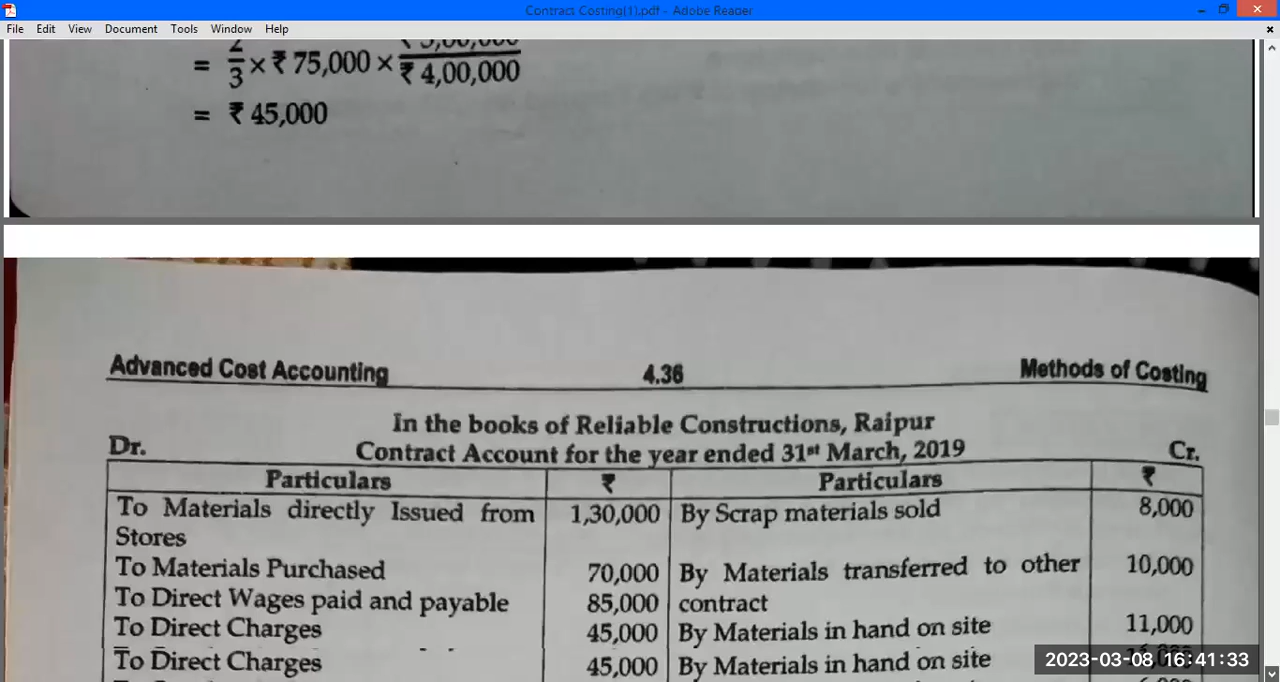 Contract Costing(1).pdf - Adobe Reader
File Edit View Document Tools Window Help
= 2/3 × ₹ 75,000 × ₹ 3,00,000/₹ 4,00,000
= ₹ 45,000
Advanced Cost Accounting 4.36 Methods of Costing
In the books of Reliable Constructions, Raipur
Dr. Contract Account for the year ended 31st March, 2019 Cr.
Particulars ₹ Particulars ₹
To Materials directly Issued from 1,30,000 By Scrap materials sold 8,000
Stores
To Materials Purchased 70,000 By Materials transferred to other 10,000
To Direct Wages paid and payable 85,000 contract
To Direct Charges 45,000 By Materials in hand on site 11,000
To Direct Charges 45,000 By Materials in hand on site
2023-03-08 16:41:33